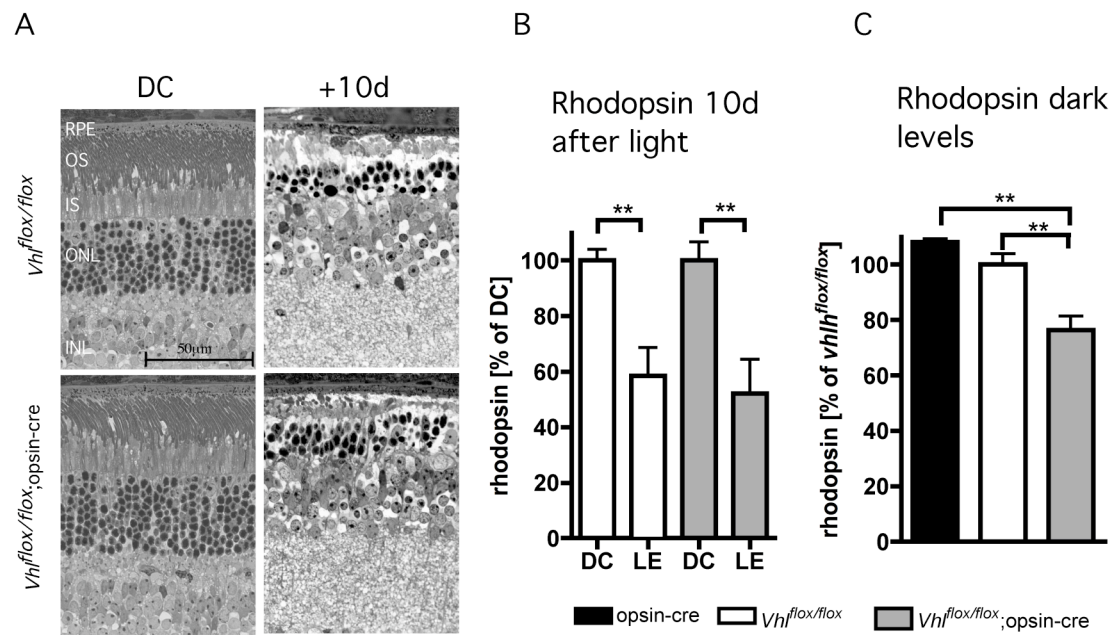 A
DC
+10d
Vhlflox/flox
RPE
OS
IS
ONL
INL
50µm
Vhlflox/flox;opsin-cre
B
Rhodopsin 10d
after light
**
**
rhodopsin [% of DC]
100
80
60
40
20
0
DC LE DC LE
C
Rhodopsin dark
levels
**
**
rhodopsin [% of vhlhflox/flox]
100
80
60
40
20
0
opsin-cre Vhlflox/flox Vhlflox/flox;opsin-cre